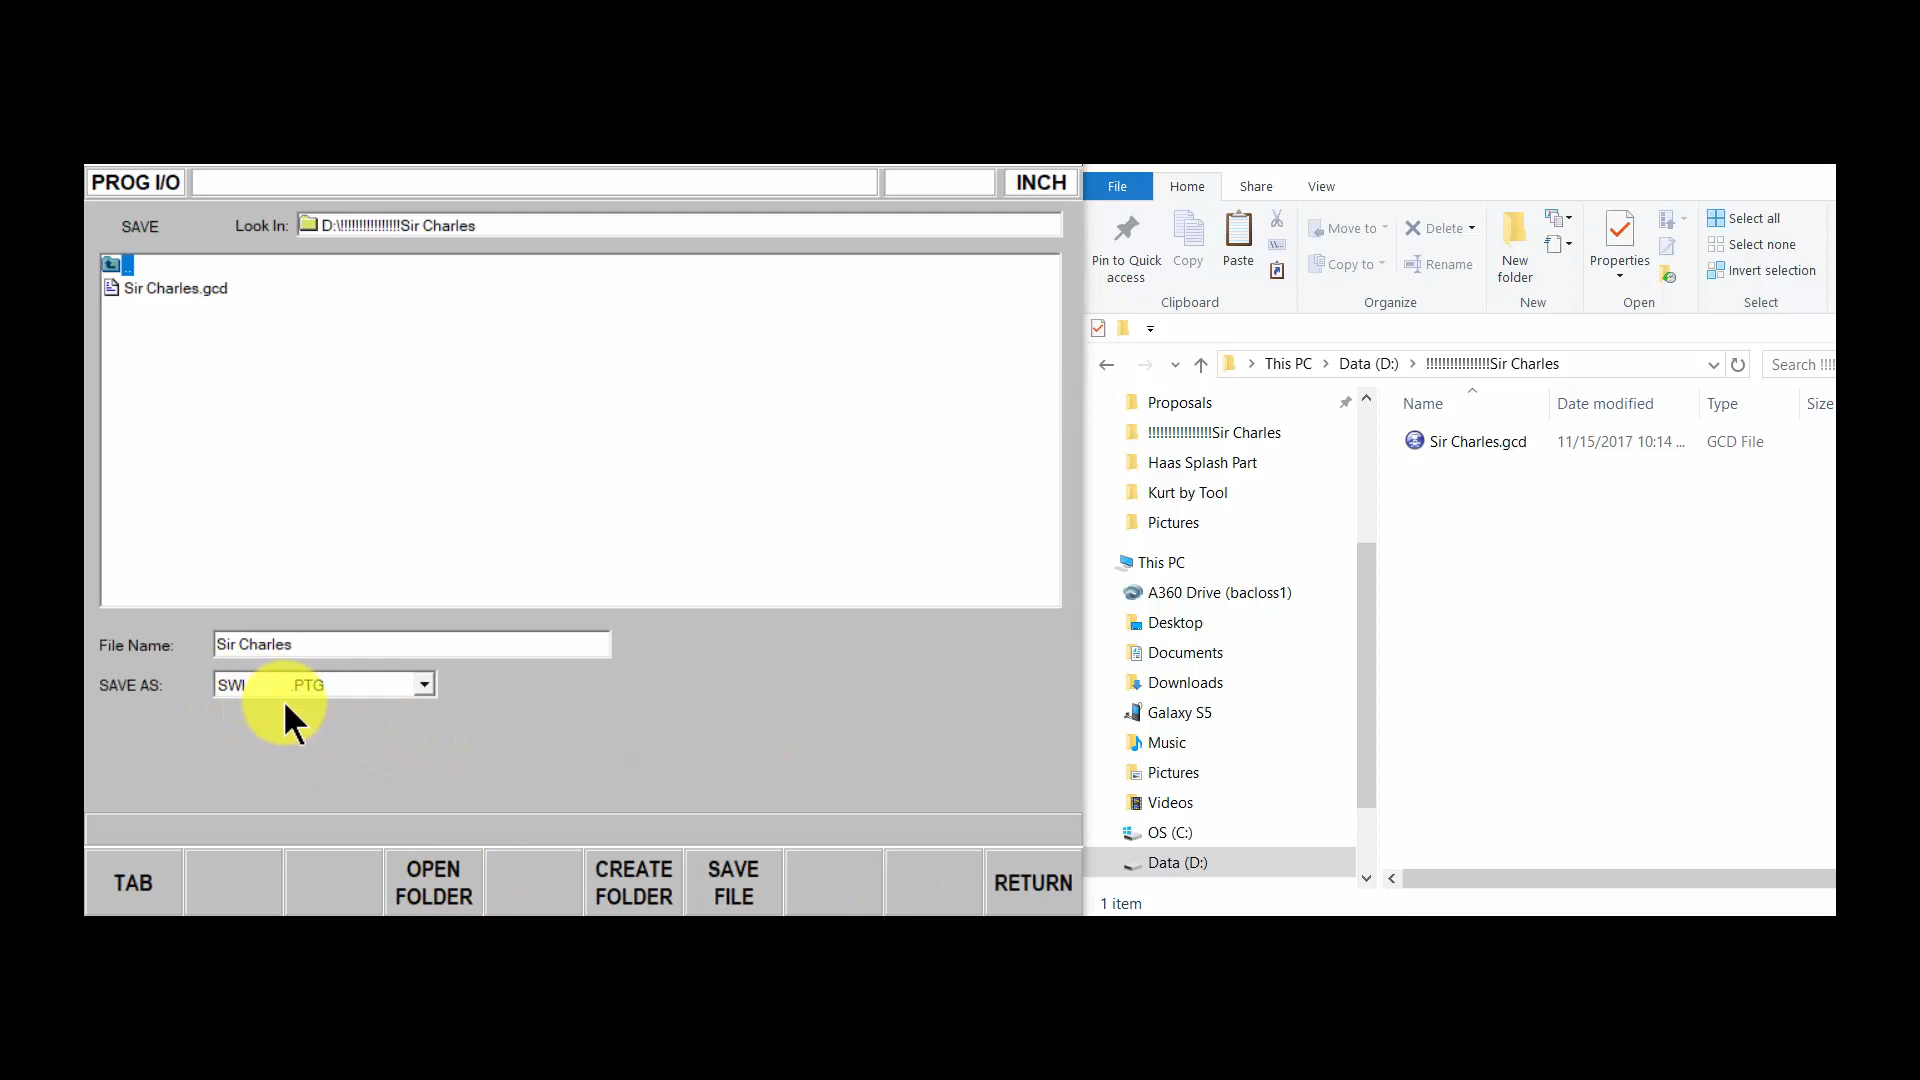 PROG I/O
INCH
SAVE
Look In:
D:\!!!!!!!!!!!!!!!!Sir Charles
..
Sir Charles.gcd
File Name:
Sir Charles
SAVE AS:
SWI .PTG
TAB
OPEN FOLDER
CREATE FOLDER
SAVE FILE
RETURN
File
Home
Share
View
Pin to Quick access
Copy
Paste
Clipboard
Move to
Copy to
Delete
Rename
Organize
New folder
New
Properties
Open
Select all
Select none
Invert selection
Select
This PC
Data (D:)
!!!!!!!!!!!!!!!!Sir Charles
Search !!!!
Proposals
!!!!!!!!!!!!!!!!Sir Charles
Haas Splash Part
Kurt by Tool
Pictures
This PC
A360 Drive (bacloss1)
Desktop
Documents
Downloads
Galaxy S5
Music
Pictures
Videos
OS (C:)
Data (D:)
Name
Date modified
Type
Size
Sir Charles.gcd
11/15/2017 10:14 ...
GCD File
1 item